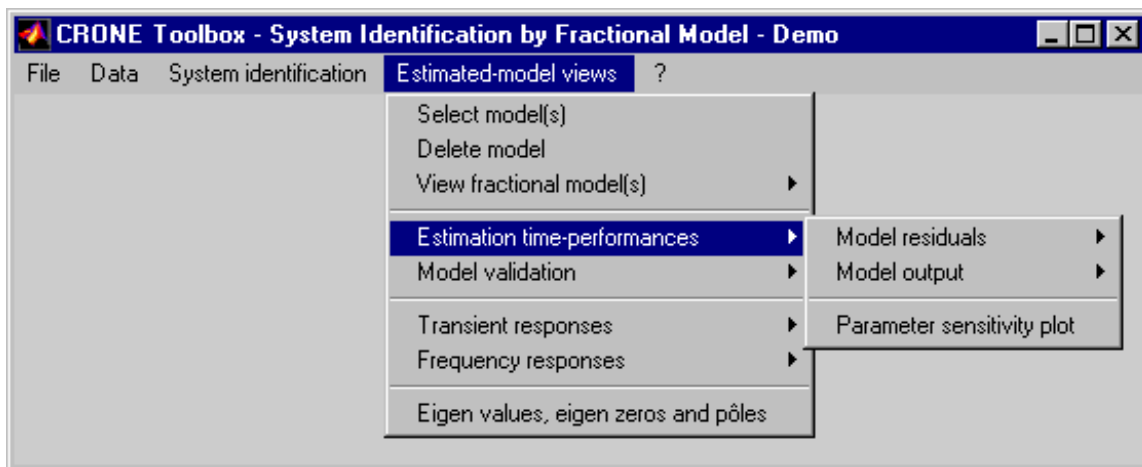 CRONE Toolbox - System Identification by Fractional Model - Demo
File Data System identification Estimated-model views ?
Select model(s)
Delete model
View fractional model(s)
Estimation time-performances
Model validation
Transient responses
Frequency responses
Eigen values, eigen zeros and pôles
Model residuals
Model output
Parameter sensitivity plot